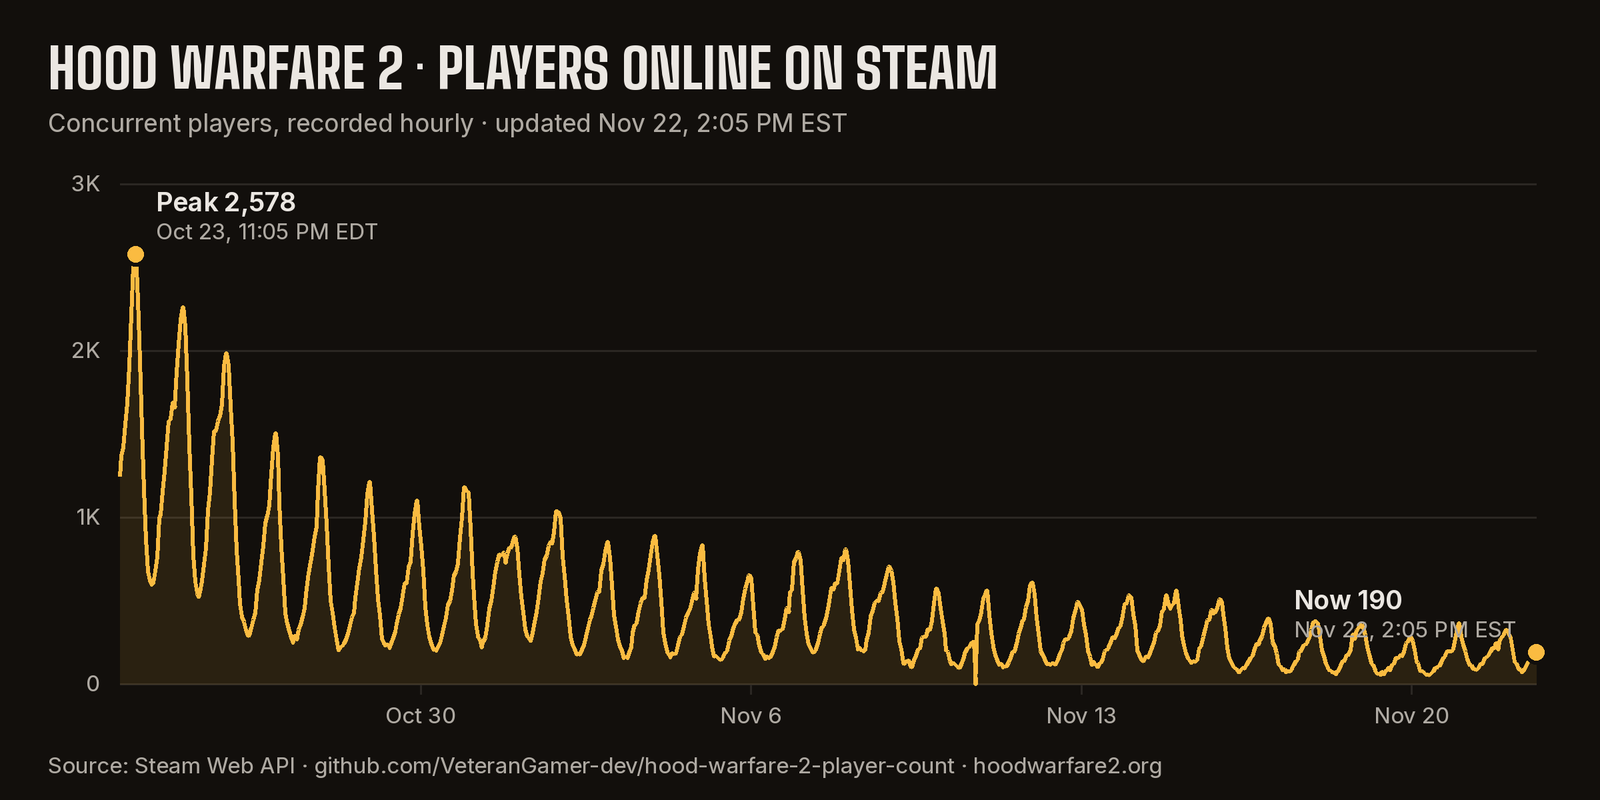 HOOD WARFARE 2 · PLAYERS ONLINE ON STEAM
Concurrent players, recorded hourly · updated Nov 22, 2:05 PM EST
3K
Peak 2,578
Oct 23, 11:05 PM EDT
2K
1K
Now 190
Nov 22, 2:05 PM EST
0
Oct 30
Nov 6
Nov 13
Nov 20
Source: Steam Web API · github.com/VeteranGamer-dev/hood-warfare-2-player-count · hoodwarfare2.org